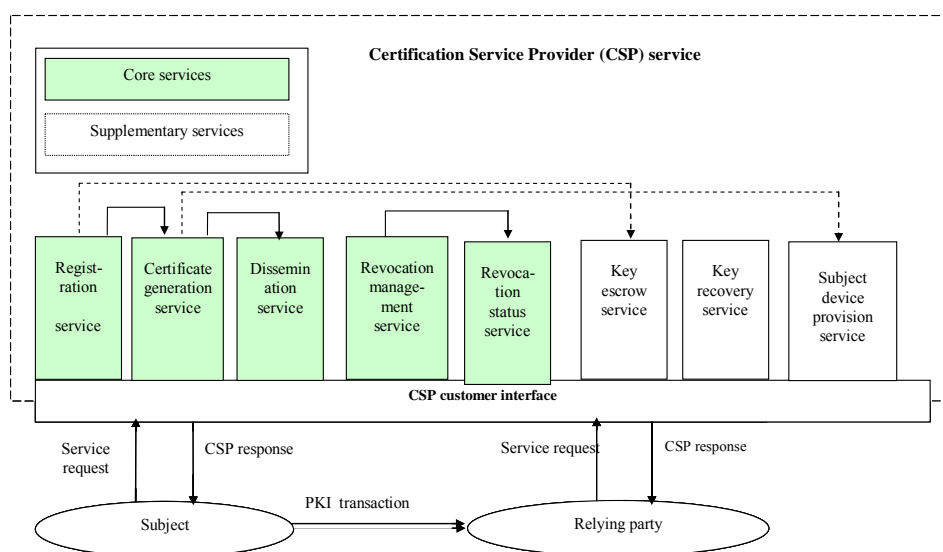 Certification Service Provider (CSP) service
Core services
Supplementary services
Regist-
ration
service
Certificate
generation
service
Dissemin
ation
service
Revocation
manage-
ment
service
Revoca-
tion
status
service
Key
escrow
service
Key
recovery
service
Subject
device
provision
service
CSP customer interface
Service
request
CSP response
Service request
CSP response
PKI transaction
Subject
Relying party